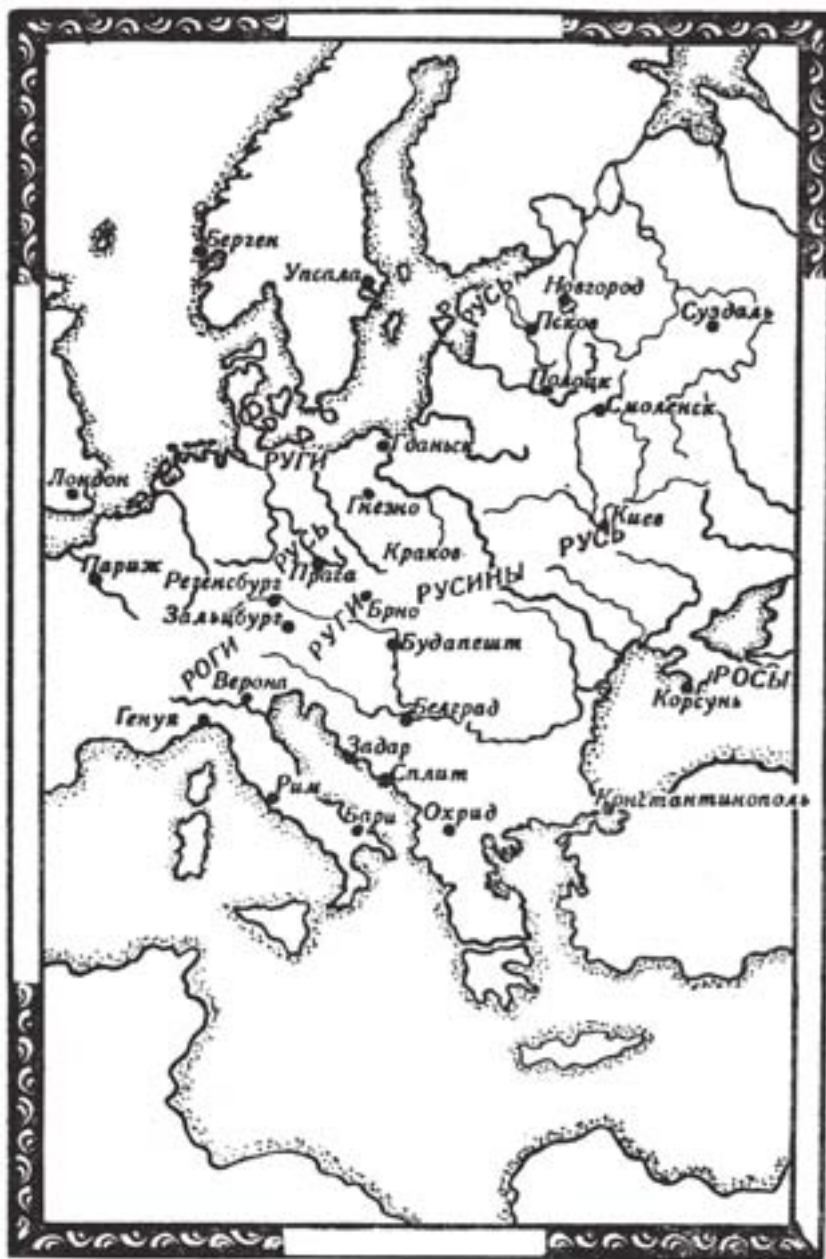 Берген
Упсала
РУСЬ
Новгород
Псков
Суздаль
Полоцк
Смоленск
Гданьск
РУГИ
Лондон
Гнезно
Киев
РУСЬ
Краков
РУСЬ
Прага
Париж
Регенсбург
РУСИНЫ
Брно
Зальцбург
РУГИ
Будапешт
РОГИ
Верона
РОСЫ
Корсунь
Генуя
Белград
Задар
Сплит
Рим
Бари
Охрид
Константинополь